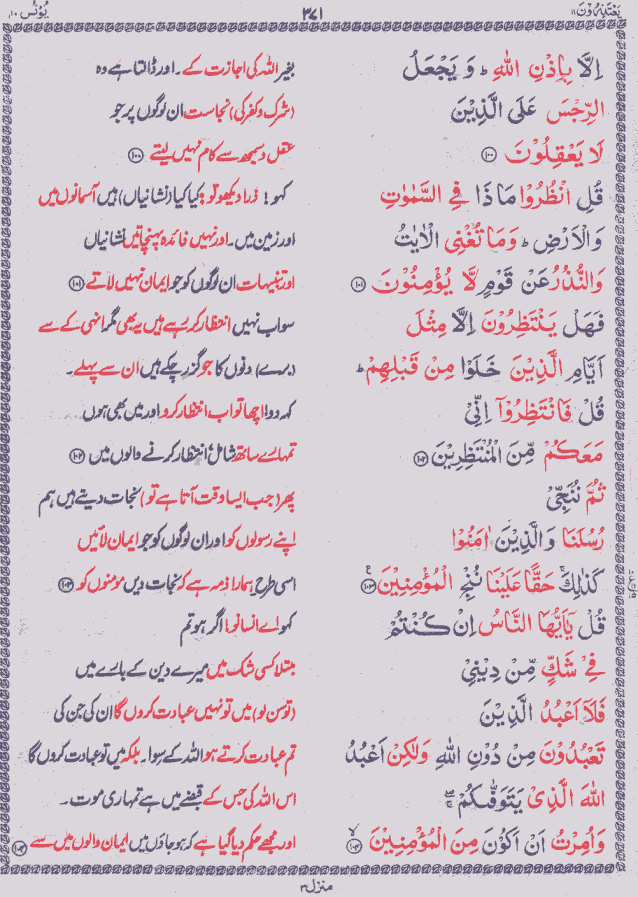 یَعْتَذِرُوْنَ ۱۱ ۳۷۱ یُوْنُس ۱۰
اِلَّا بِاِذْنِ اللّٰهِ ؕ وَ یَجْعَلُ بغیر اللہ کی اجازت کے ۔ اور ڈالتا ہے وہ
الرِّجْسَ عَلَی الَّذِیْنَ (شرک و کفر کی) نجاست ان لوگوں پر جو
لَا یَعْقِلُوْنَ ۱۰۰ عقل و سمجھ سے کام نہیں لیتے ۱۰۰
قُلِ انْظُرُوْا مَا ذَا فِی السَّمٰوٰتِ کہو! ذرا دیکھو تو! کیا کیا (نشانیاں) ہیں آسمانوں میں
وَالْاَرْضِ ؕ وَ مَا تُغْنِی الْاٰیٰتُ اور زمین میں۔ اور نہیں فائدہ پہنچاتیں نشانیاں
وَالنُّذُرُ عَنْ قَوْمٍ لَّا یُؤْمِنُوْنَ ۱۰۱ اور تنبیہات ان لوگوں کو جو ایمان نہیں لاتے ۱۰۱
فَهَلْ یَنْتَظِرُوْنَ اِلَّا مِثْلَ سو اب نہیں انتظار کر رہے ہیں یہ بھی مگر انہی کے سے
اَیَّامِ الَّذِیْنَ خَلَوْا مِنْ قَبْلِهِمْ ؕ (برے) دنوں کا جو گزر چکے ہیں ان سے پہلے۔
قُلْ فَانْتَظِرُوْۤا اِنِّیْ کہہ دو! اچھا تو اب انتظار کرو اور میں بھی ہوں
مَعَكُمْ مِّنَ الْمُنْتَظِرِیْنَ ۱۰۲ تمہارے ساتھ شامل انتظار کرنے والوں میں ۱۰۲
ثُمَّ نُنَجِّیْ پھر (جب ایسا وقت آتا ہے تو) نجات دیتے ہیں ہم
رُسُلَنَا وَالَّذِیْنَ اٰمَنُوْا اپنے رسولوں کو اور ان لوگوں کو جو ایمان لائیں
كَذٰلِكَ ۚ حَقًّا عَلَیْنَا نُنْجِ الْمُؤْمِنِیْنَ ۱۰۳ اسی طرح ہمارا ذمہ ہے کہ نجات دیں مومنوں کو ۱۰۳
قُلْ یٰۤاَیُّهَا النَّاسُ اِنْ كُنْتُمْ کہو اے انسانو! اگر ہو تم
فِیْ شَكٍّ مِّنْ دِیْنِیْ مبتلا کسی شک میں میرے دین کے بارے میں
فَلَاۤ اَعْبُدُ الَّذِیْنَ (تو سن لو) میں تو نہیں عبادت کروں گا ان کی جن کی
تَعْبُدُوْنَ مِنْ دُوْنِ اللّٰهِ وَلٰكِنْ اَعْبُدُ تم عبادت کرتے ہو اللہ کے سوا۔ بلکہ میں تو عبادت کروں گا
اللّٰهَ الَّذِیْ یَتَوَفّٰىكُمْ ۖۚ اس اللہ کی جس کے قبضے میں ہے تمہاری موت۔
وَاُمِرْتُ اَنْ اَكُوْنَ مِنَ الْمُؤْمِنِیْنَ ۱۰۴ اور مجھے حکم دیا گیا ہے کہ ہو جاؤں میں ایمان والوں میں سے ۱۰۴
منزل ۳